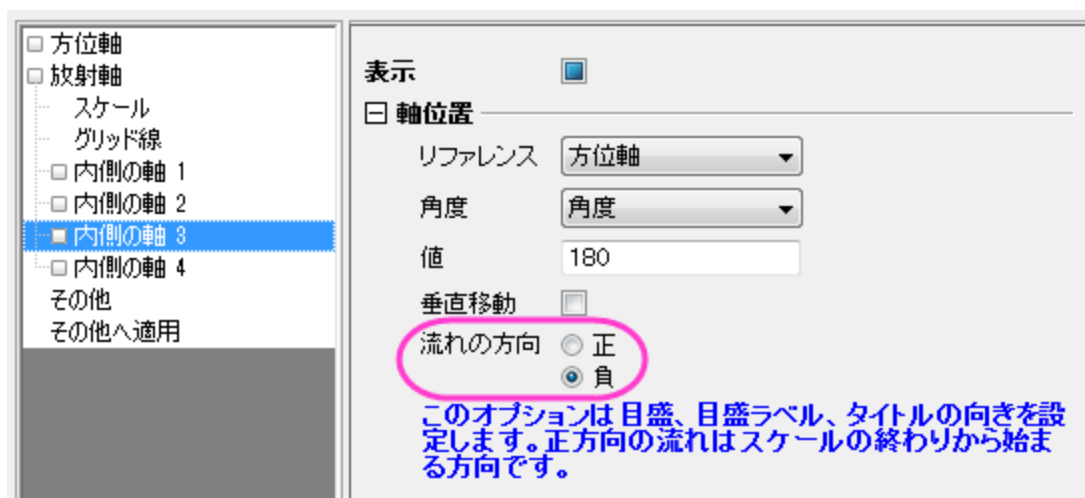 方位軸
放射軸
スケール
グリッド線
内側の軸 1
内側の軸 2
内側の軸 3
内側の軸 4
その他
その他へ適用
表示
軸位置
リファレンス 方位軸
角度 角度
値 180
垂直移動
流れの方向 正
負
このオプションは目盛、目盛ラベル、タイトルの向きを設
定します。正方向の流れはスケールの終わりから始ま
る方向です。